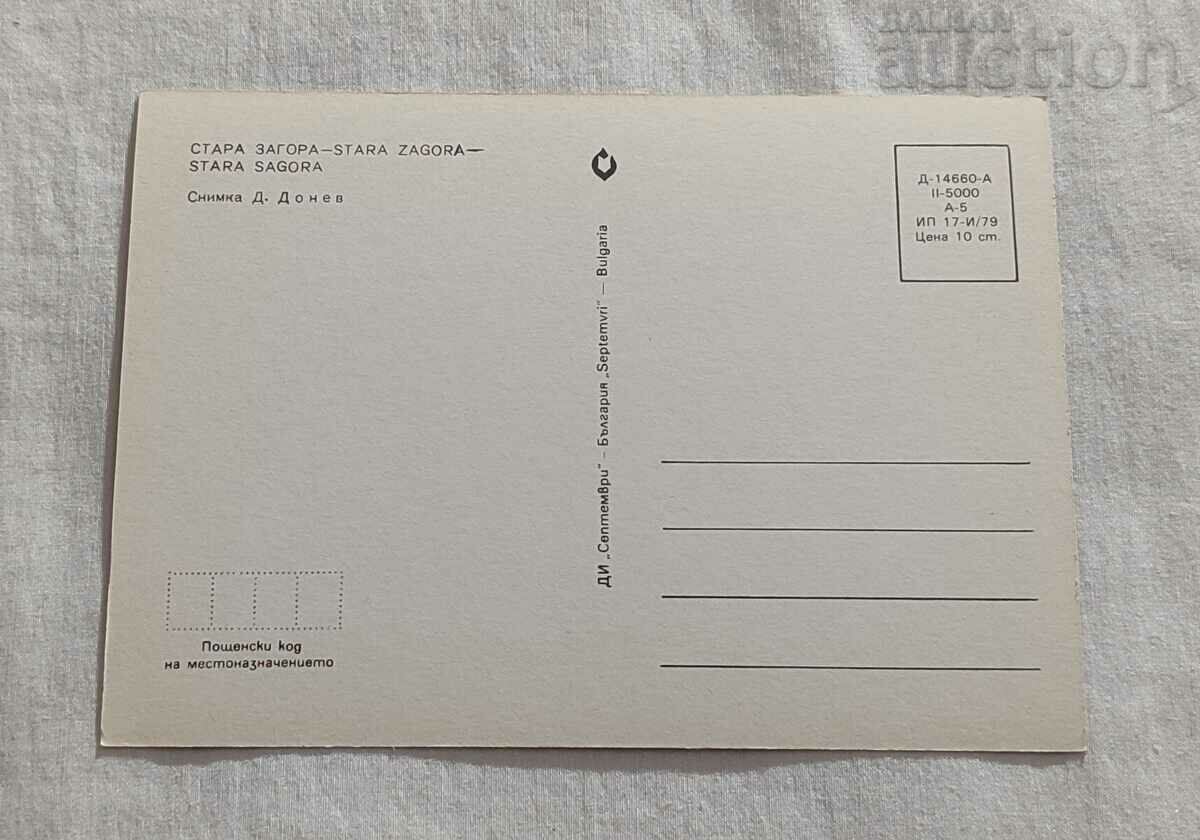 СТАРА ЗАГОРА—STARA ZAGORA—
STARA SAGORA
Снимка Д. Донев
ДИ „Септември" – България „Septemvri" — Bulgaria
Д-14660-А
II-5000
А-5
ИП 17-И/79
Цена 10 ст.
Пощенски код
на местоназначението
БАЛКАН
auction